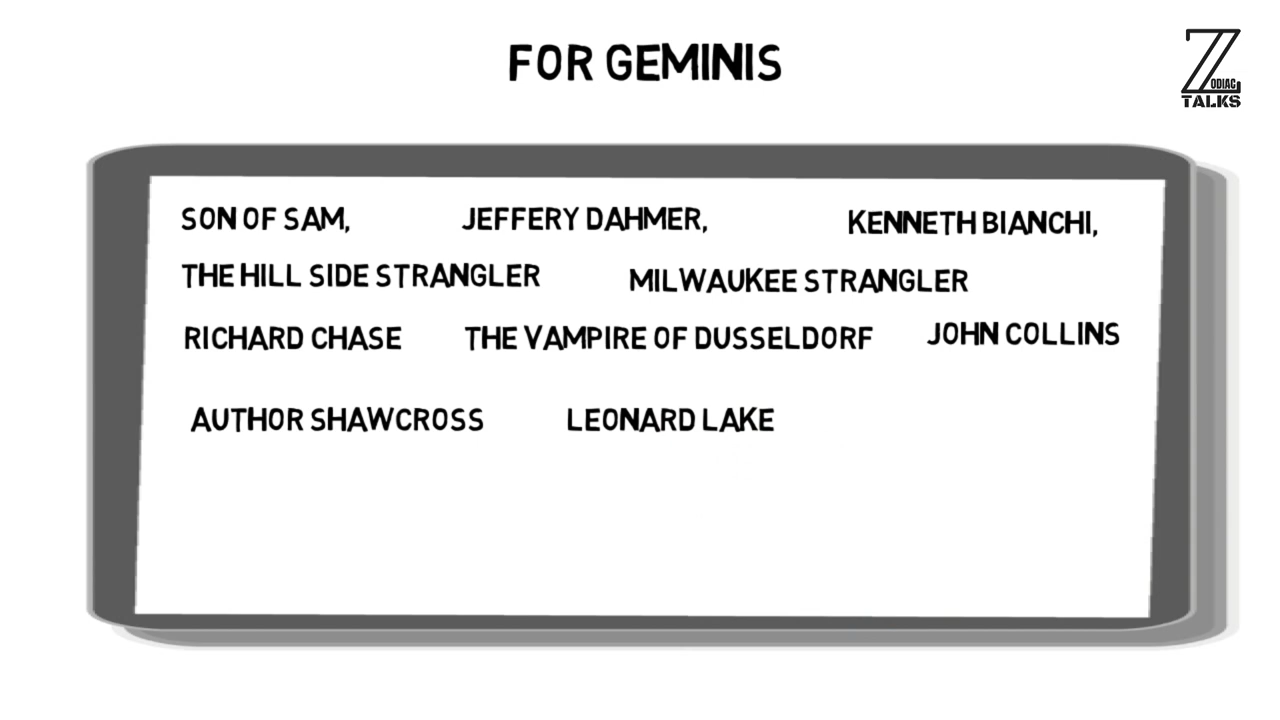 FOR GEMINIS
ZODIAC
TALKS
SON OF SAM, JEFFERY DAHMER, KENNETH BIANCHI,
THE HILL SIDE STRANGLER MILWAUKEE STRANGLER
RICHARD CHASE THE VAMPIRE OF DUSSELDORF JOHN COLLINS
AUTHOR SHAWCROSS LEONARD LAKE